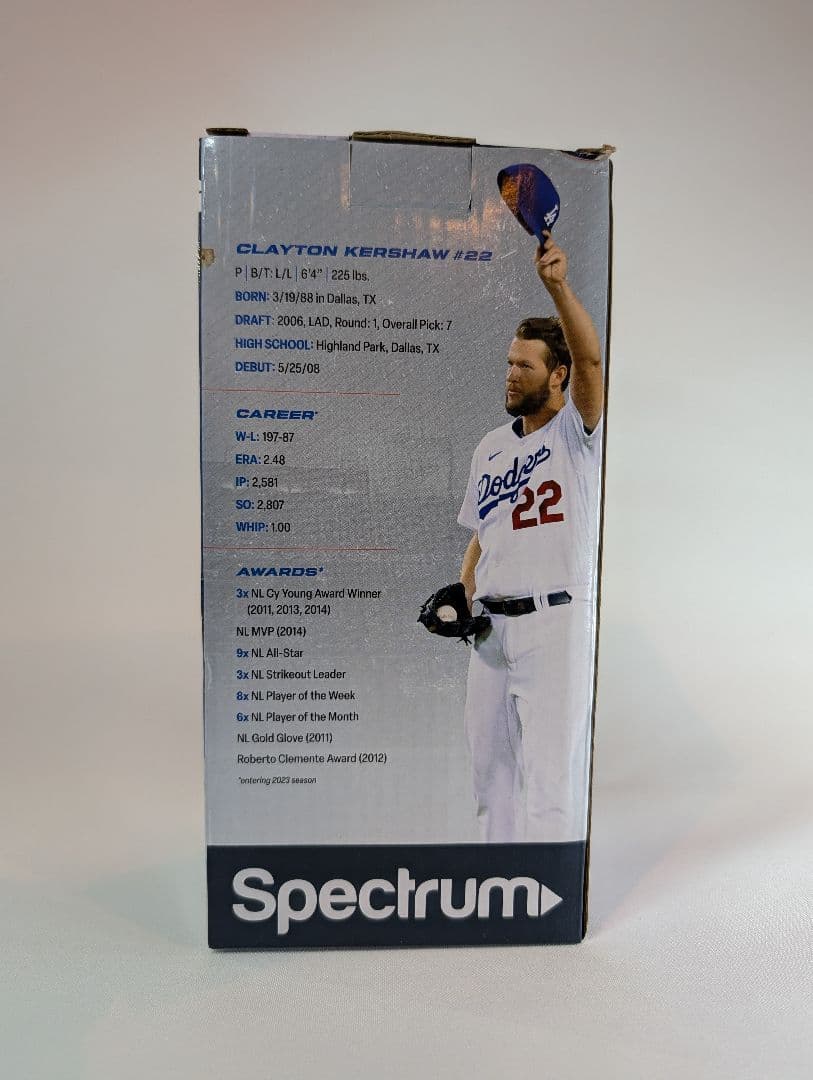 CLAYTON KERSHAW #22
P | B/T: L/L | 6'4" | 225 lbs.
BORN: 3/19/88 in Dallas, TX
DRAFT: 2006, LAD, Round: 1, Overall Pick: 7
HIGH SCHOOL: Highland Park, Dallas, TX
DEBUT: 5/25/08
CAREER*
W-L: 197-87
ERA: 2.48
IP: 2,581
SO: 2,807
WHIP: 1.00
AWARDS*
3x NL Cy Young Award Winner
(2011, 2013, 2014)
NL MVP (2014)
9x NL All-Star
3x NL Strikeout Leader
8x NL Player of the Week
6x NL Player of the Month
NL Gold Glove (2011)
Roberto Clemente Award (2012)
*entering 2023 season
LA
Dodgers
22
Spectrum